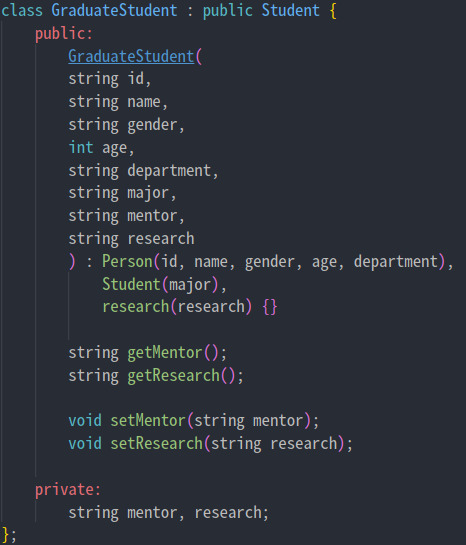 class GraduateStudent : public Student {
public:
GraduateStudent(
string id,
string name,
string gender,
int age,
string department,
string major,
string mentor,
string research
) : Person(id, name, gender, age, department),
Student(major),
research(research) {}
string getMentor();
string getResearch();
void setMentor(string mentor);
void setResearch(string research);
private:
string mentor, research;
};